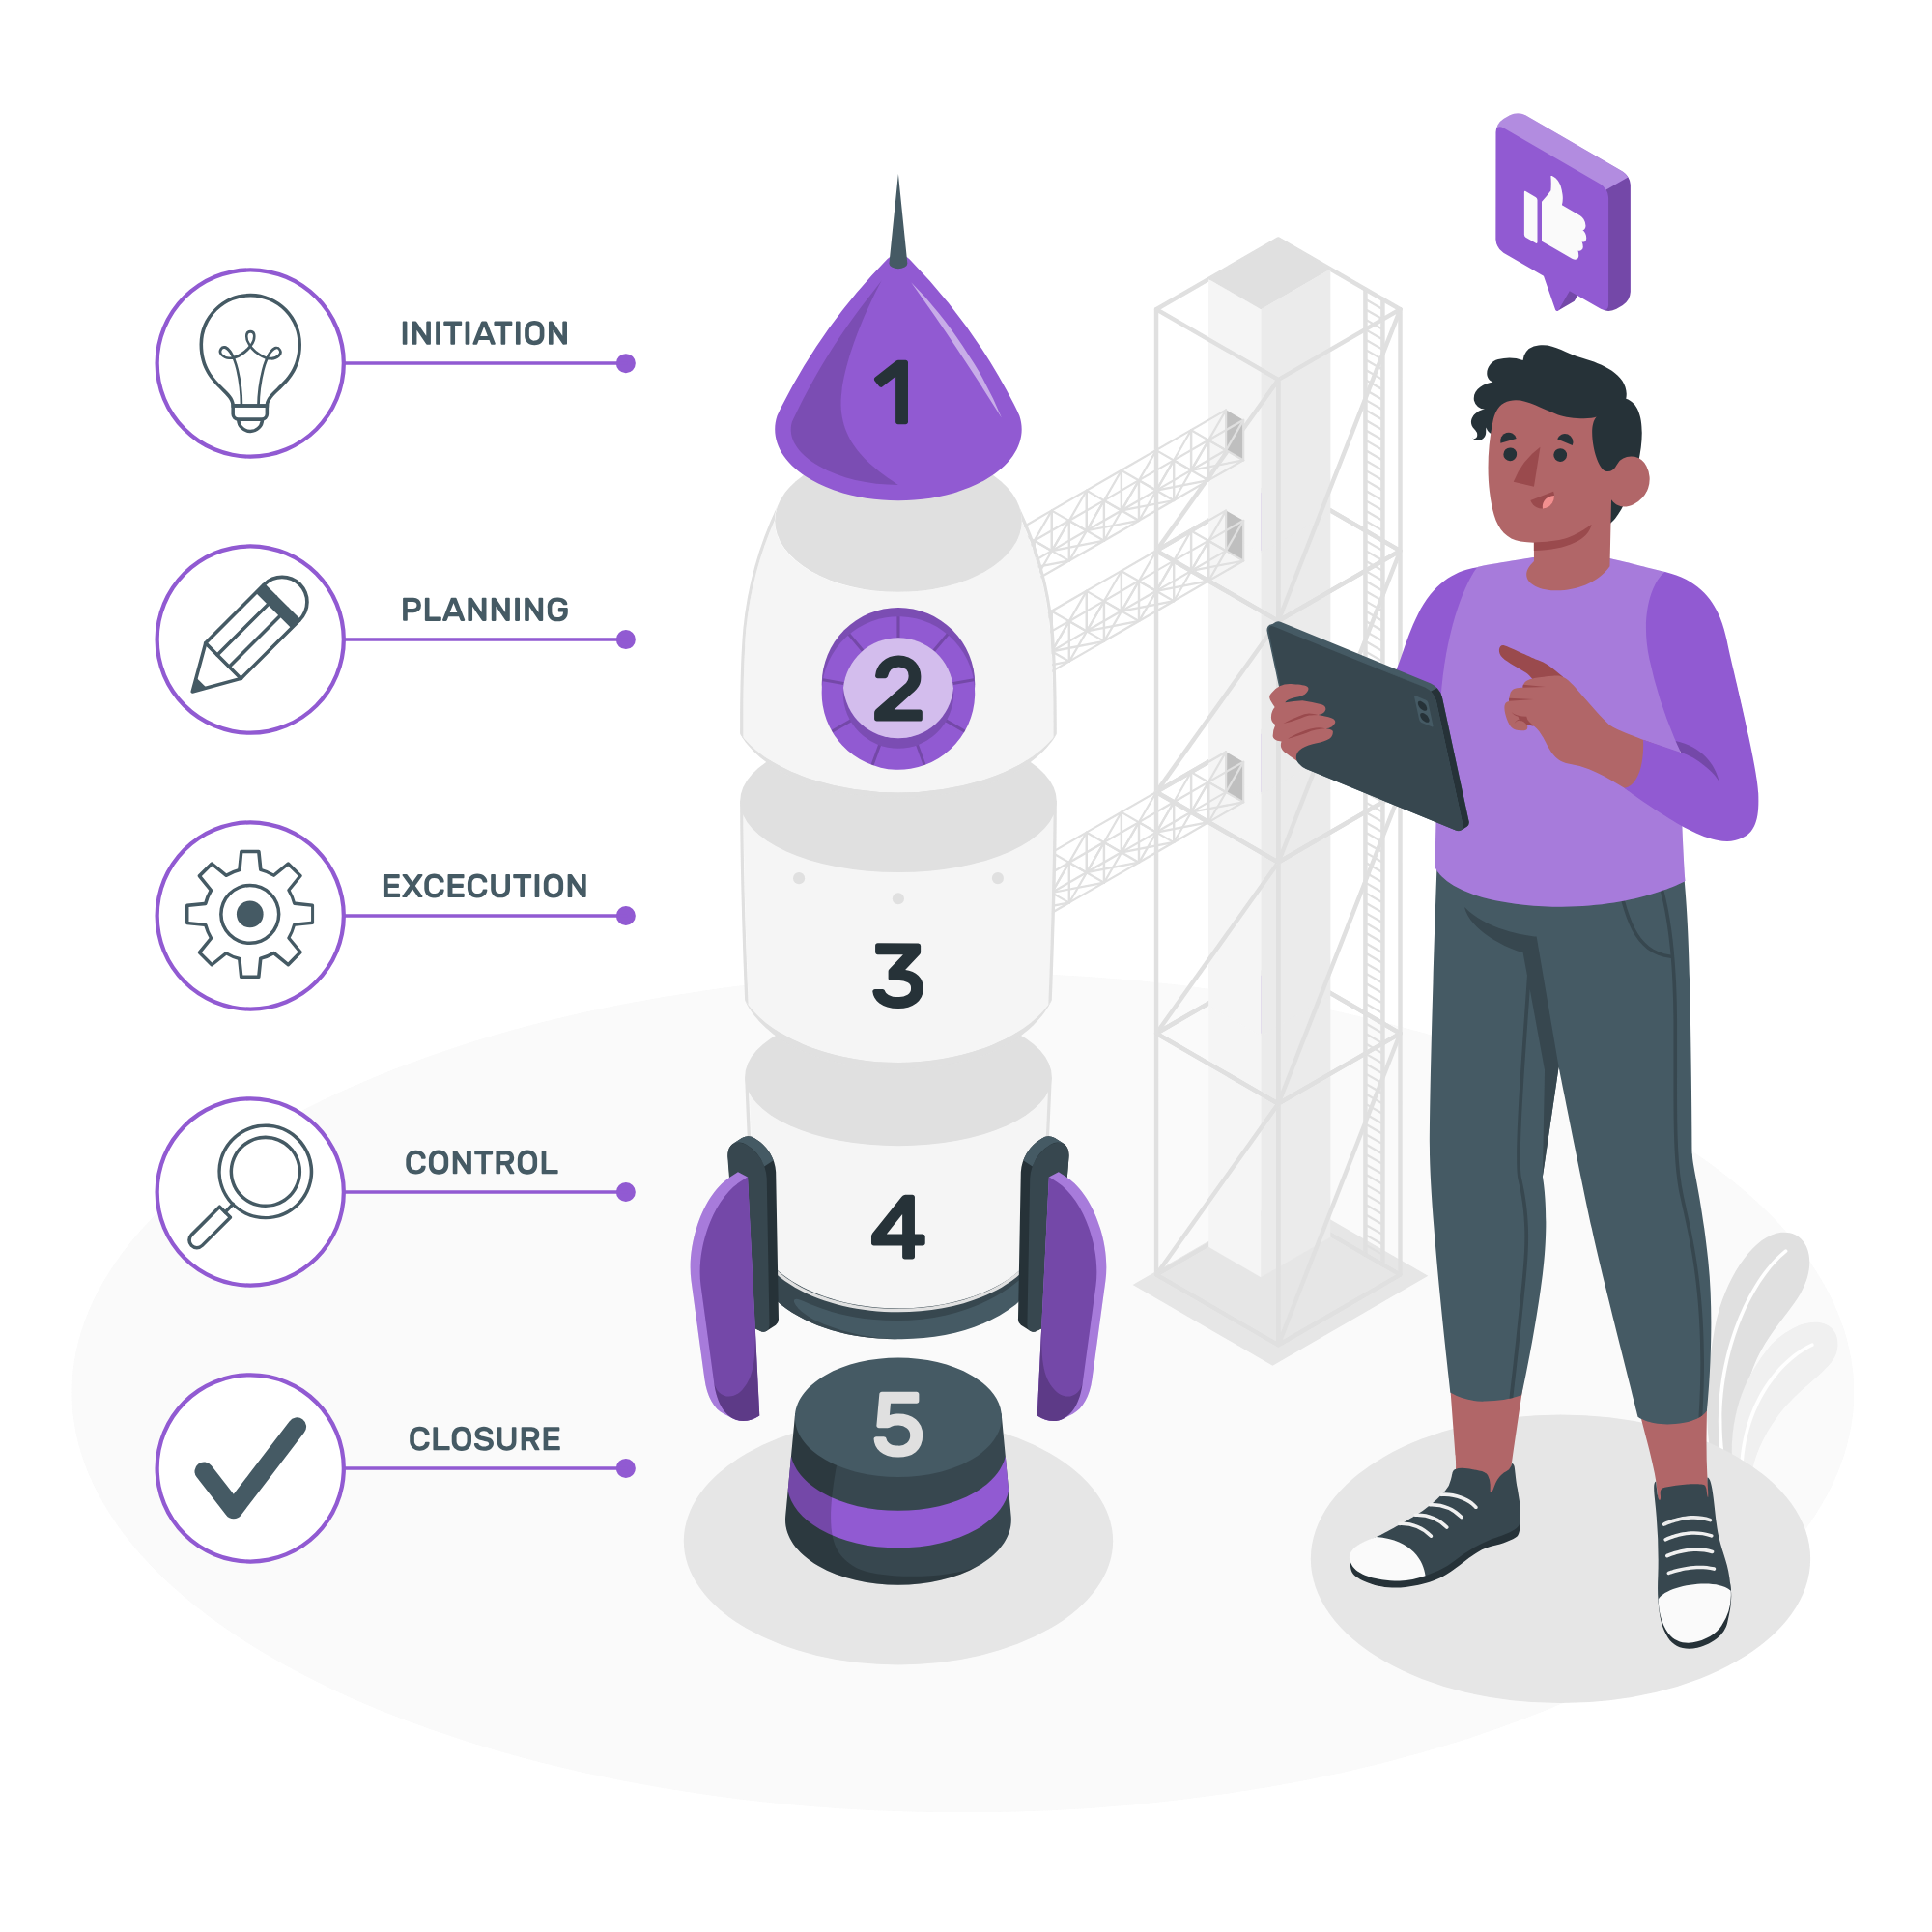 INITIATION
PLANNING
EXCECUTION
CONTROL
CLOSURE
1
2
3
4
5